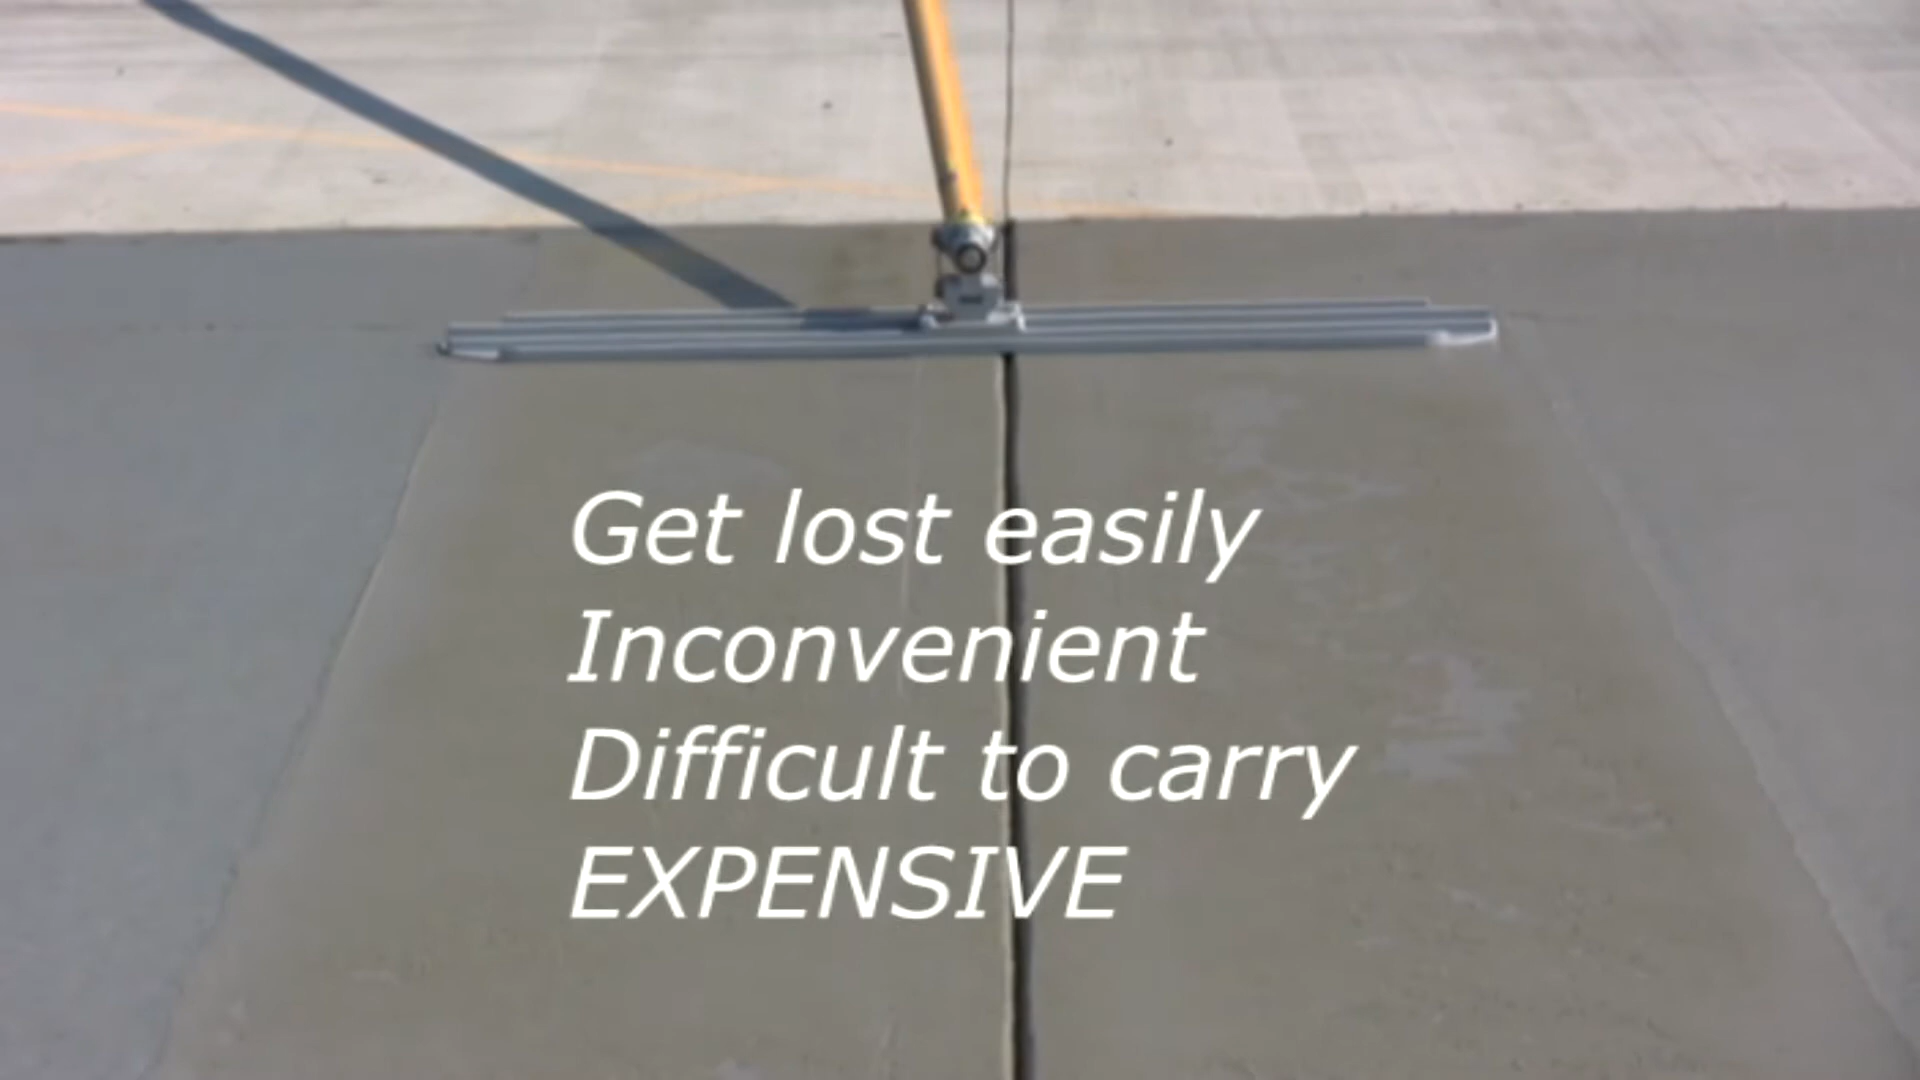 Get lost easily
Inconvenient
Difficult to carry
EXPENSIVE